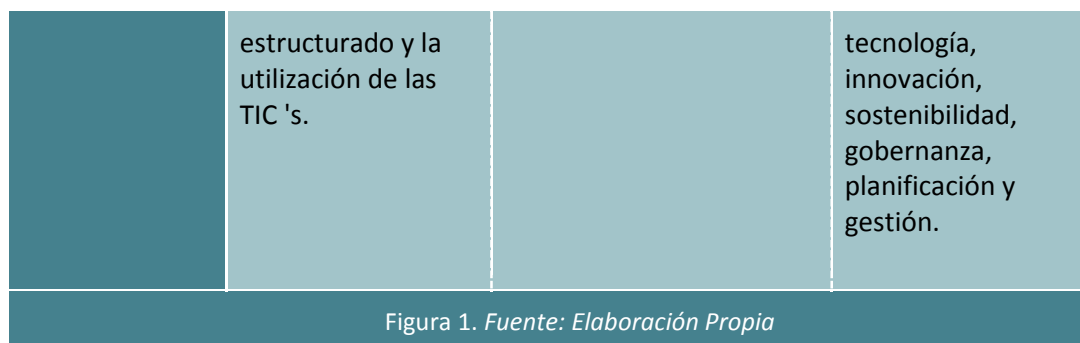 estructurado y la
utilización de las
TIC 's.
tecnología,
innovación,
sostenibilidad,
gobernanza,
planificación y
gestión.
Figura 1. Fuente: Elaboración Propia